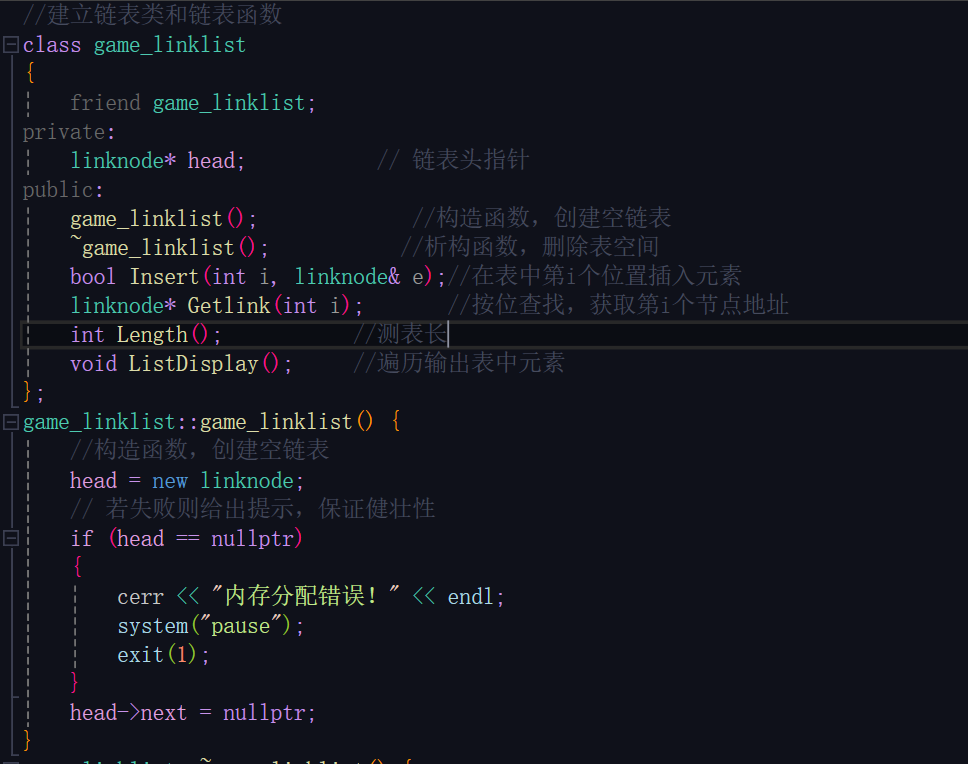 //建立链表类和链表函数
class game_linklist
{
friend game_linklist;
private:
linknode* head; // 链表头指针
public:
game_linklist(); //构造函数，创建空链表
~game_linklist(); //析构函数，删除表空间
bool Insert(int i, linknode& e);//在表中第i个位置插入元素
linknode* Getlink(int i); //按位查找，获取第i个节点地址
int Length(); //测表长
void ListDisplay(); //遍历输出表中元素
};
game_linklist::game_linklist() {
//构造函数，创建空链表
head = new linknode;
// 若失败则给出提示，保证健壮性
if (head == nullptr)
{
cerr << "内存分配错误！" << endl;
system("pause");
exit(1);
}
head->next = nullptr;
}